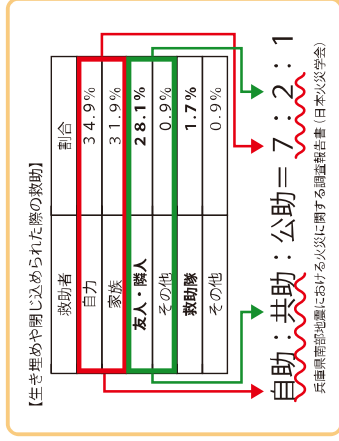 【生き埋めや閉じ込められた際の救助】
救助者 割合
自力 34.9%
家族 31.9%
友人・隣人 28.1%
その他 0.9%
救助隊 1.7%
その他 0.9%
自助：共助：公助＝7：2：1
兵庫県南部地震における火災に関する調査報告書（日本火災学会）